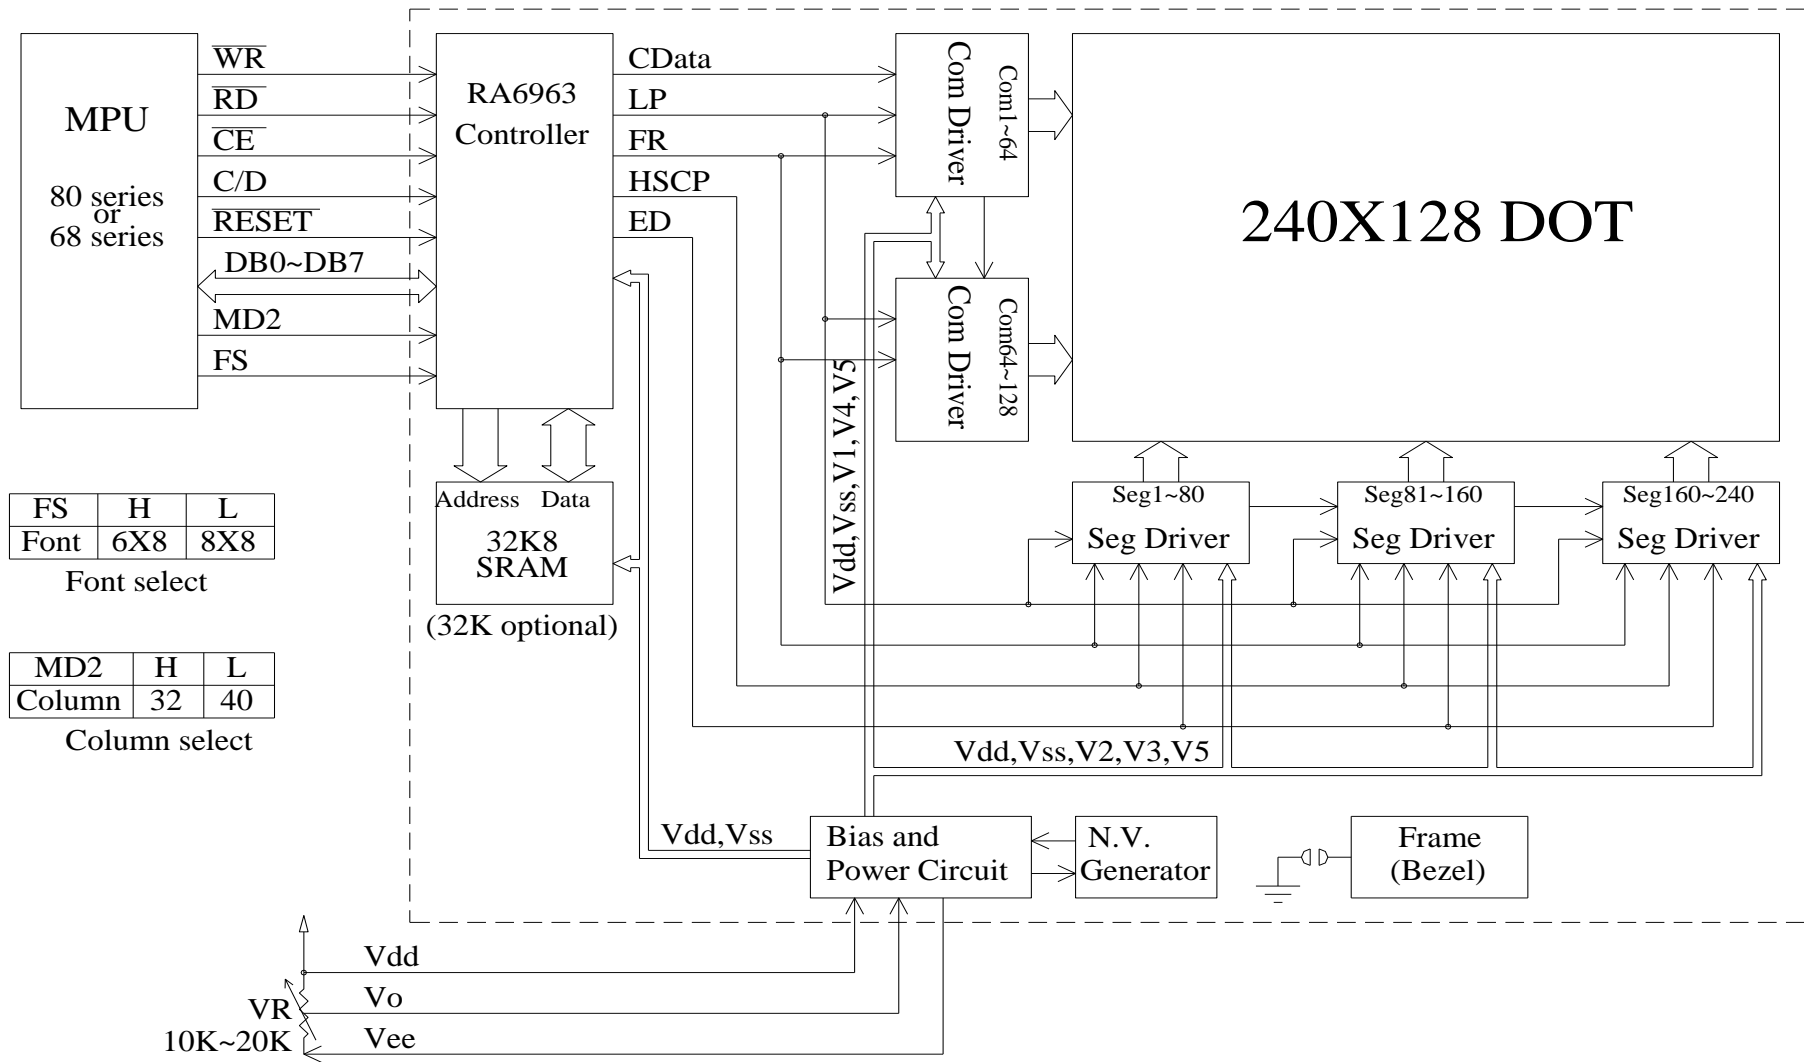 MPU
80 series
or
68 series
WR
RD
CE
C/D
RESET
DB0~DB7
MD2
FS
RA6963
Controller
CData
LP
FR
HSCP
ED
Com Driver
Com1~64
Com Driver
Com64~128
240X128 DOT
Address Data
32K8
SRAM
(32K optional)
FS H L
Font 6X8 8X8
Font select
MD2 H L
Column 32 40
Column select
Vdd,Vss,V1,V4,V5
Seg1~80
Seg Driver
Seg81~160
Seg Driver
Seg160~240
Seg Driver
Vdd,Vss,V2,V3,V5
Vdd,Vss
Bias and
Power Circuit
N.V.
Generator
Frame
(Bezel)
Vdd
Vo
Vee
VR
10K~20K